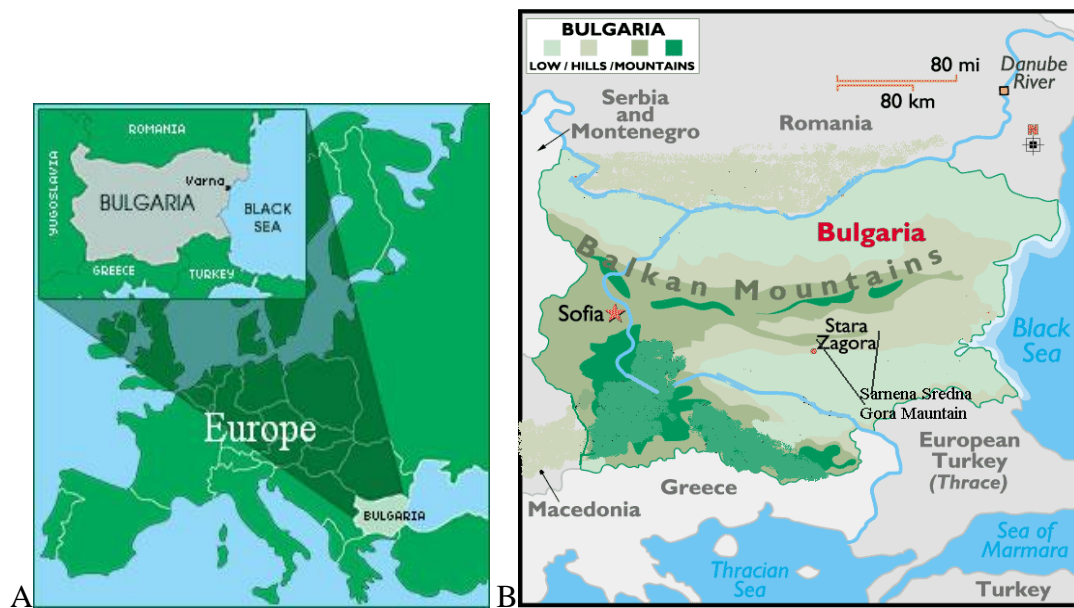 ROMANIA
YUGOSLAVIA
Varna
BULGARIA
BLACK
SEA
GREECE
TURKEY
Europe
BULGARIA
A
BULGARIA
LOW / HILLS / MOUNTAINS
80 mi
80 km
Danube
River
N
Serbia
and
Montenegro
Romania
Bulgaria
Balkan Mountains
Sofia
Stara
Zagora
Black
Sea
Sarnena Sredna
Gora Mauntain
European
Turkey
(Thrace)
Greece
Macedonia
Thracian
Sea
Sea of
Marmara
Turkey
B